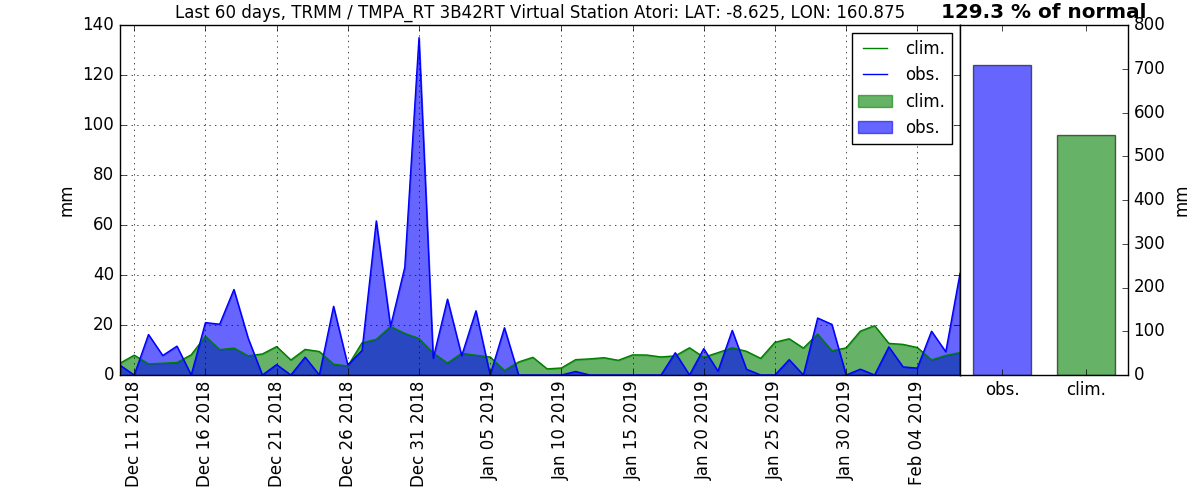 Last 60 days, TRMM / TMPA_RT 3B42RT Virtual Station Atori: LAT: -8.625, LON: 160.875
129.3 % of normal
140
120
100
80
60
40
20
0
mm
clim.
obs.
clim.
obs.
800
700
600
500
400
300
200
100
0
mm
Dec 11 2018
Dec 16 2018
Dec 21 2018
Dec 26 2018
Dec 31 2018
Jan 05 2019
Jan 10 2019
Jan 15 2019
Jan 20 2019
Jan 25 2019
Jan 30 2019
Feb 04 2019
obs.
clim.